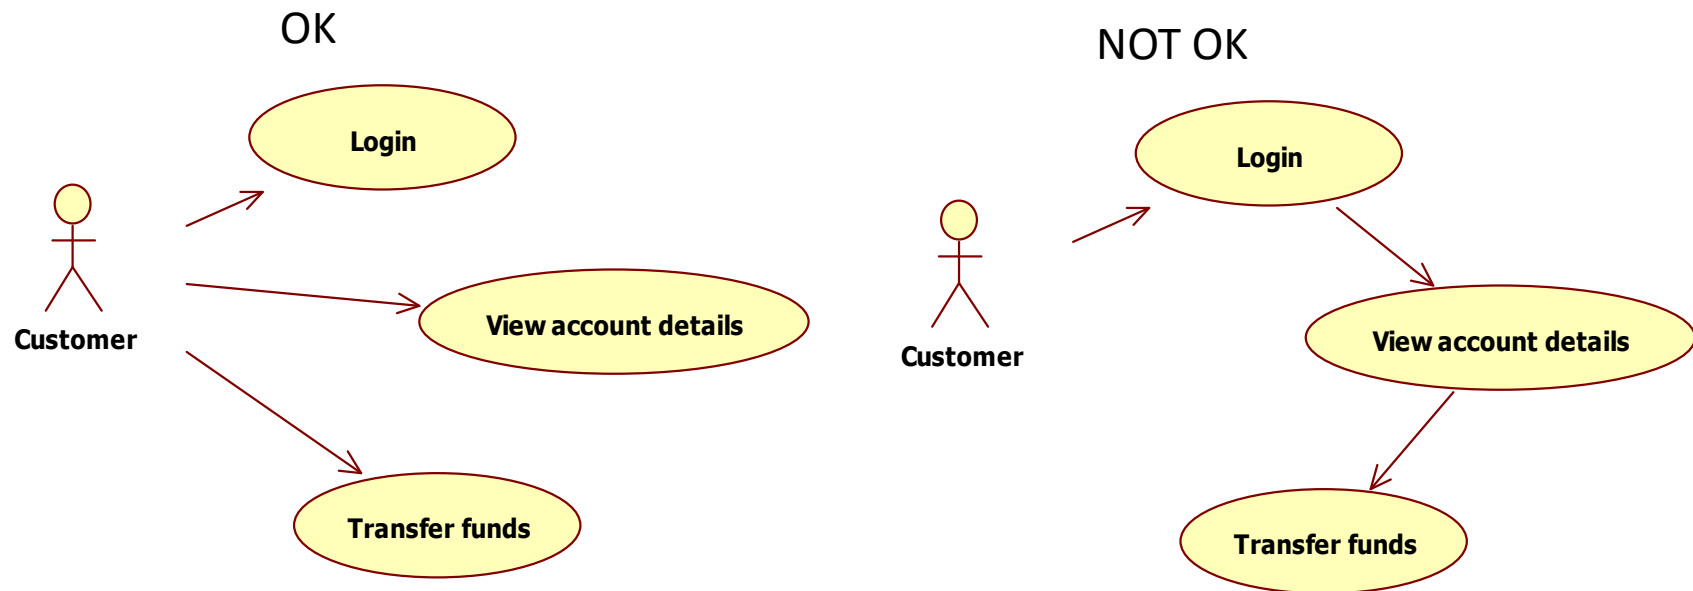 OK
Login
View account details
Customer
Transfer funds
NOT OK
Login
View account details
Customer
Transfer funds